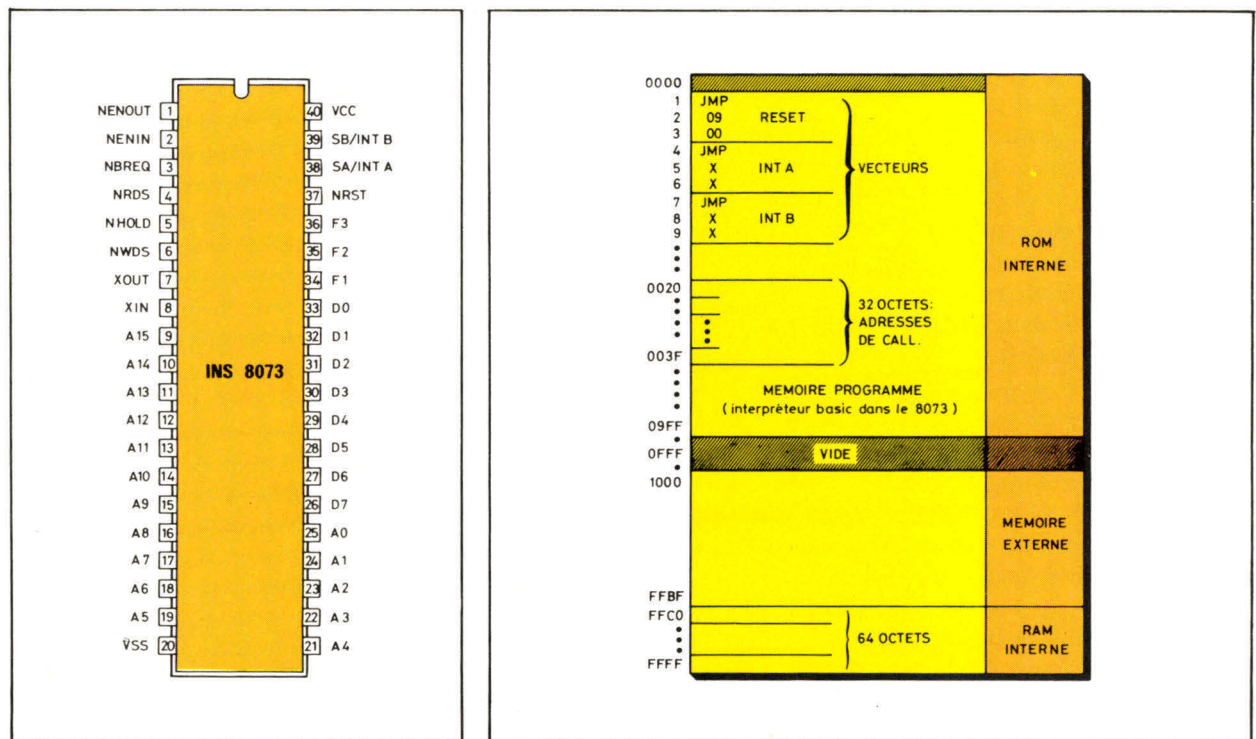 NENOUT 1 40 VCC
NENIN 2 39 SB/INT B
NBREQ 3 38 SA/INT A
NRDS 4 37 NRST
NHOLD 5 36 F3
NWDS 6 35 F2
XOUT 7 34 F1
XIN 8 33 D0
A15 9 32 D1
A14 10 31 D2
INS 8073
A13 11 30 D3
A12 12 29 D4
A11 13 28 D5
A10 14 27 D6
A9 15 26 D7
A8 16 25 A0
A7 17 24 A1
A6 18 23 A2
A5 19 22 A3
VSS 20 21 A4
0000
1 JMP
2 09 RESET
3 00
4 JMP
5 X INT A
6 X
7 JMP
8 X INT B
9 X
VECTEURS
ROM
INTERNE
0020
32 OCTETS:
ADRESSES
DE CALL.
003F
MEMOIRE PROGRAMME
(interpréteur basic dans le 8073)
09FF
0FFF VIDE
1000
MEMOIRE
EXTERNE
FFBF
FFC0
64 OCTETS
RAM
INTERNE
FFFF